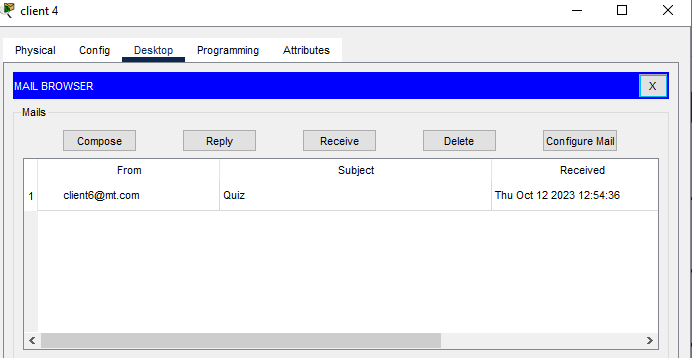 client 4
Physical Config Desktop Programming Attributes
MAIL BROWSER X
Mails
Compose Reply Receive Delete Configure Mail
From Subject Received
1 client6@mt.com Quiz Thu Oct 12 2023 12:54:36